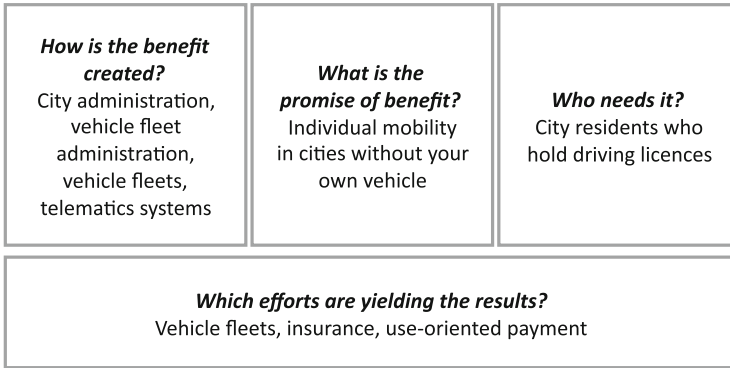 How is the benefit
created?
City administration,
vehicle fleet
administration,
vehicle fleets,
telematics systems
What is the
promise of benefit?
Individual mobility
in cities without your
own vehicle
Who needs it?
City residents who
hold driving licences
Which efforts are yielding the results?
Vehicle fleets, insurance, use-oriented payment